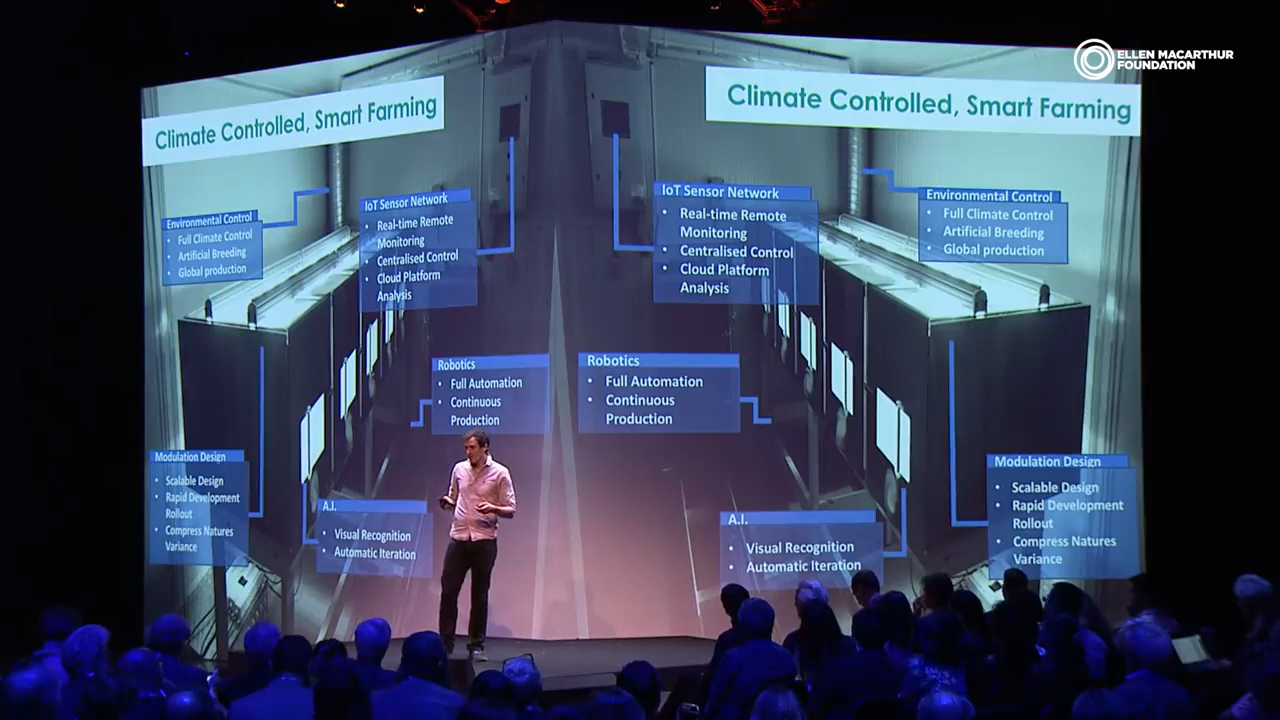 ELLEN MACARTHUR
FOUNDATION
Climate Controlled, Smart Farming
Environmental Control
• Full Climate Control
• Artificial Breeding
• Global production
IoT Sensor Network
• Real-time Remote
Monitoring
• Centralised Control
• Cloud Platform
Analysis
Robotics
• Full Automation
• Continuous
Production
Modulation Design
• Scalable Design
• Rapid Development
Rollout
• Compress Natures
Variance
A.I.
• Visual Recognition
• Automatic Iteration
Climate Controlled, Smart Farming
IoT Sensor Network
• Real-time Remote
Monitoring
• Centralised Control
• Cloud Platform
Analysis
Environmental Control
• Full Climate Control
• Artificial Breeding
• Global production
Robotics
• Full Automation
• Continuous
Production
A.I.
• Visual Recognition
• Automatic Iteration
Modulation Design
• Scalable Design
• Rapid Development
Rollout
• Compress Natures
Variance